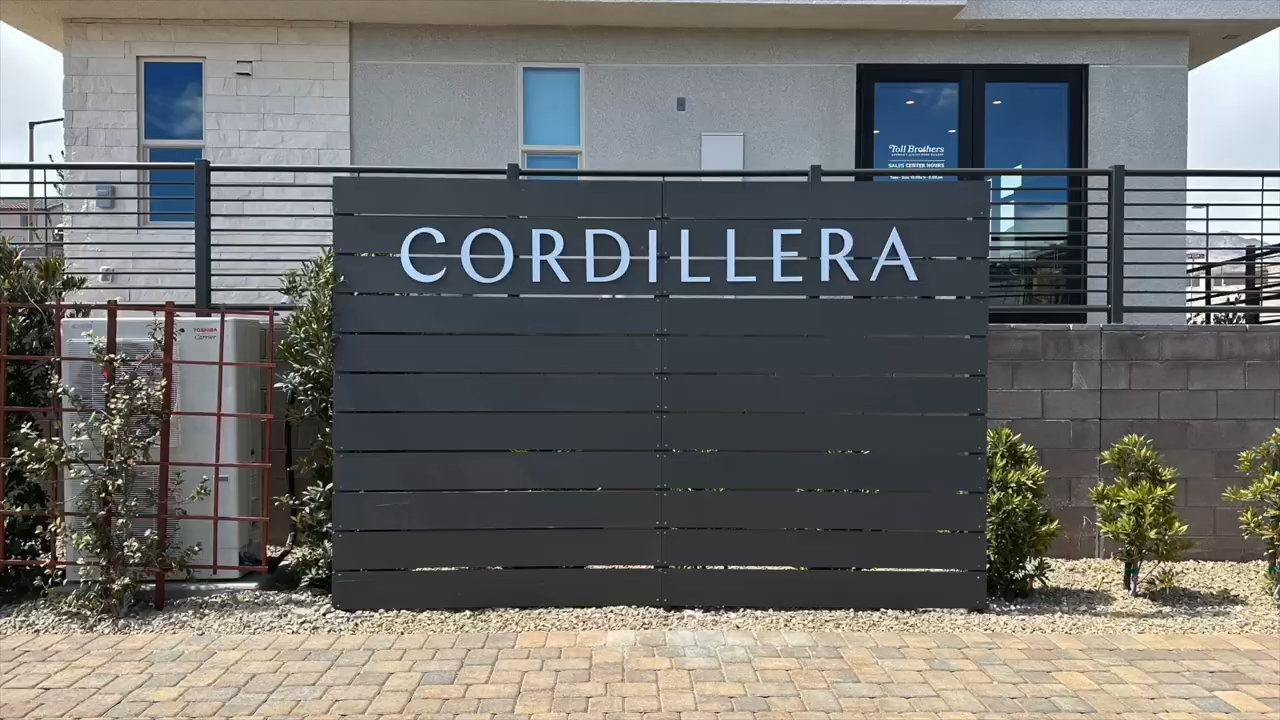 Toll Brothers
SALES CENTER HOURS
CORDILLERA
TOSHIBA
Carrier